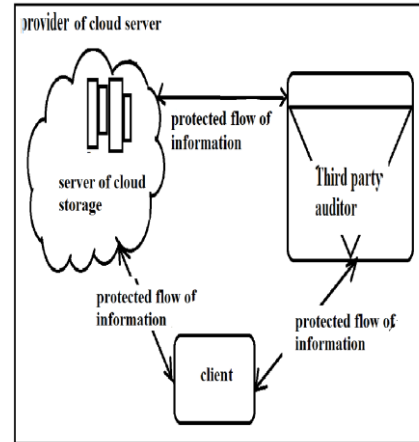 provider of cloud server
protected flow of
information
server of cloud
storage
Third party
auditor
protected flow of
information
protected flow of
information
client